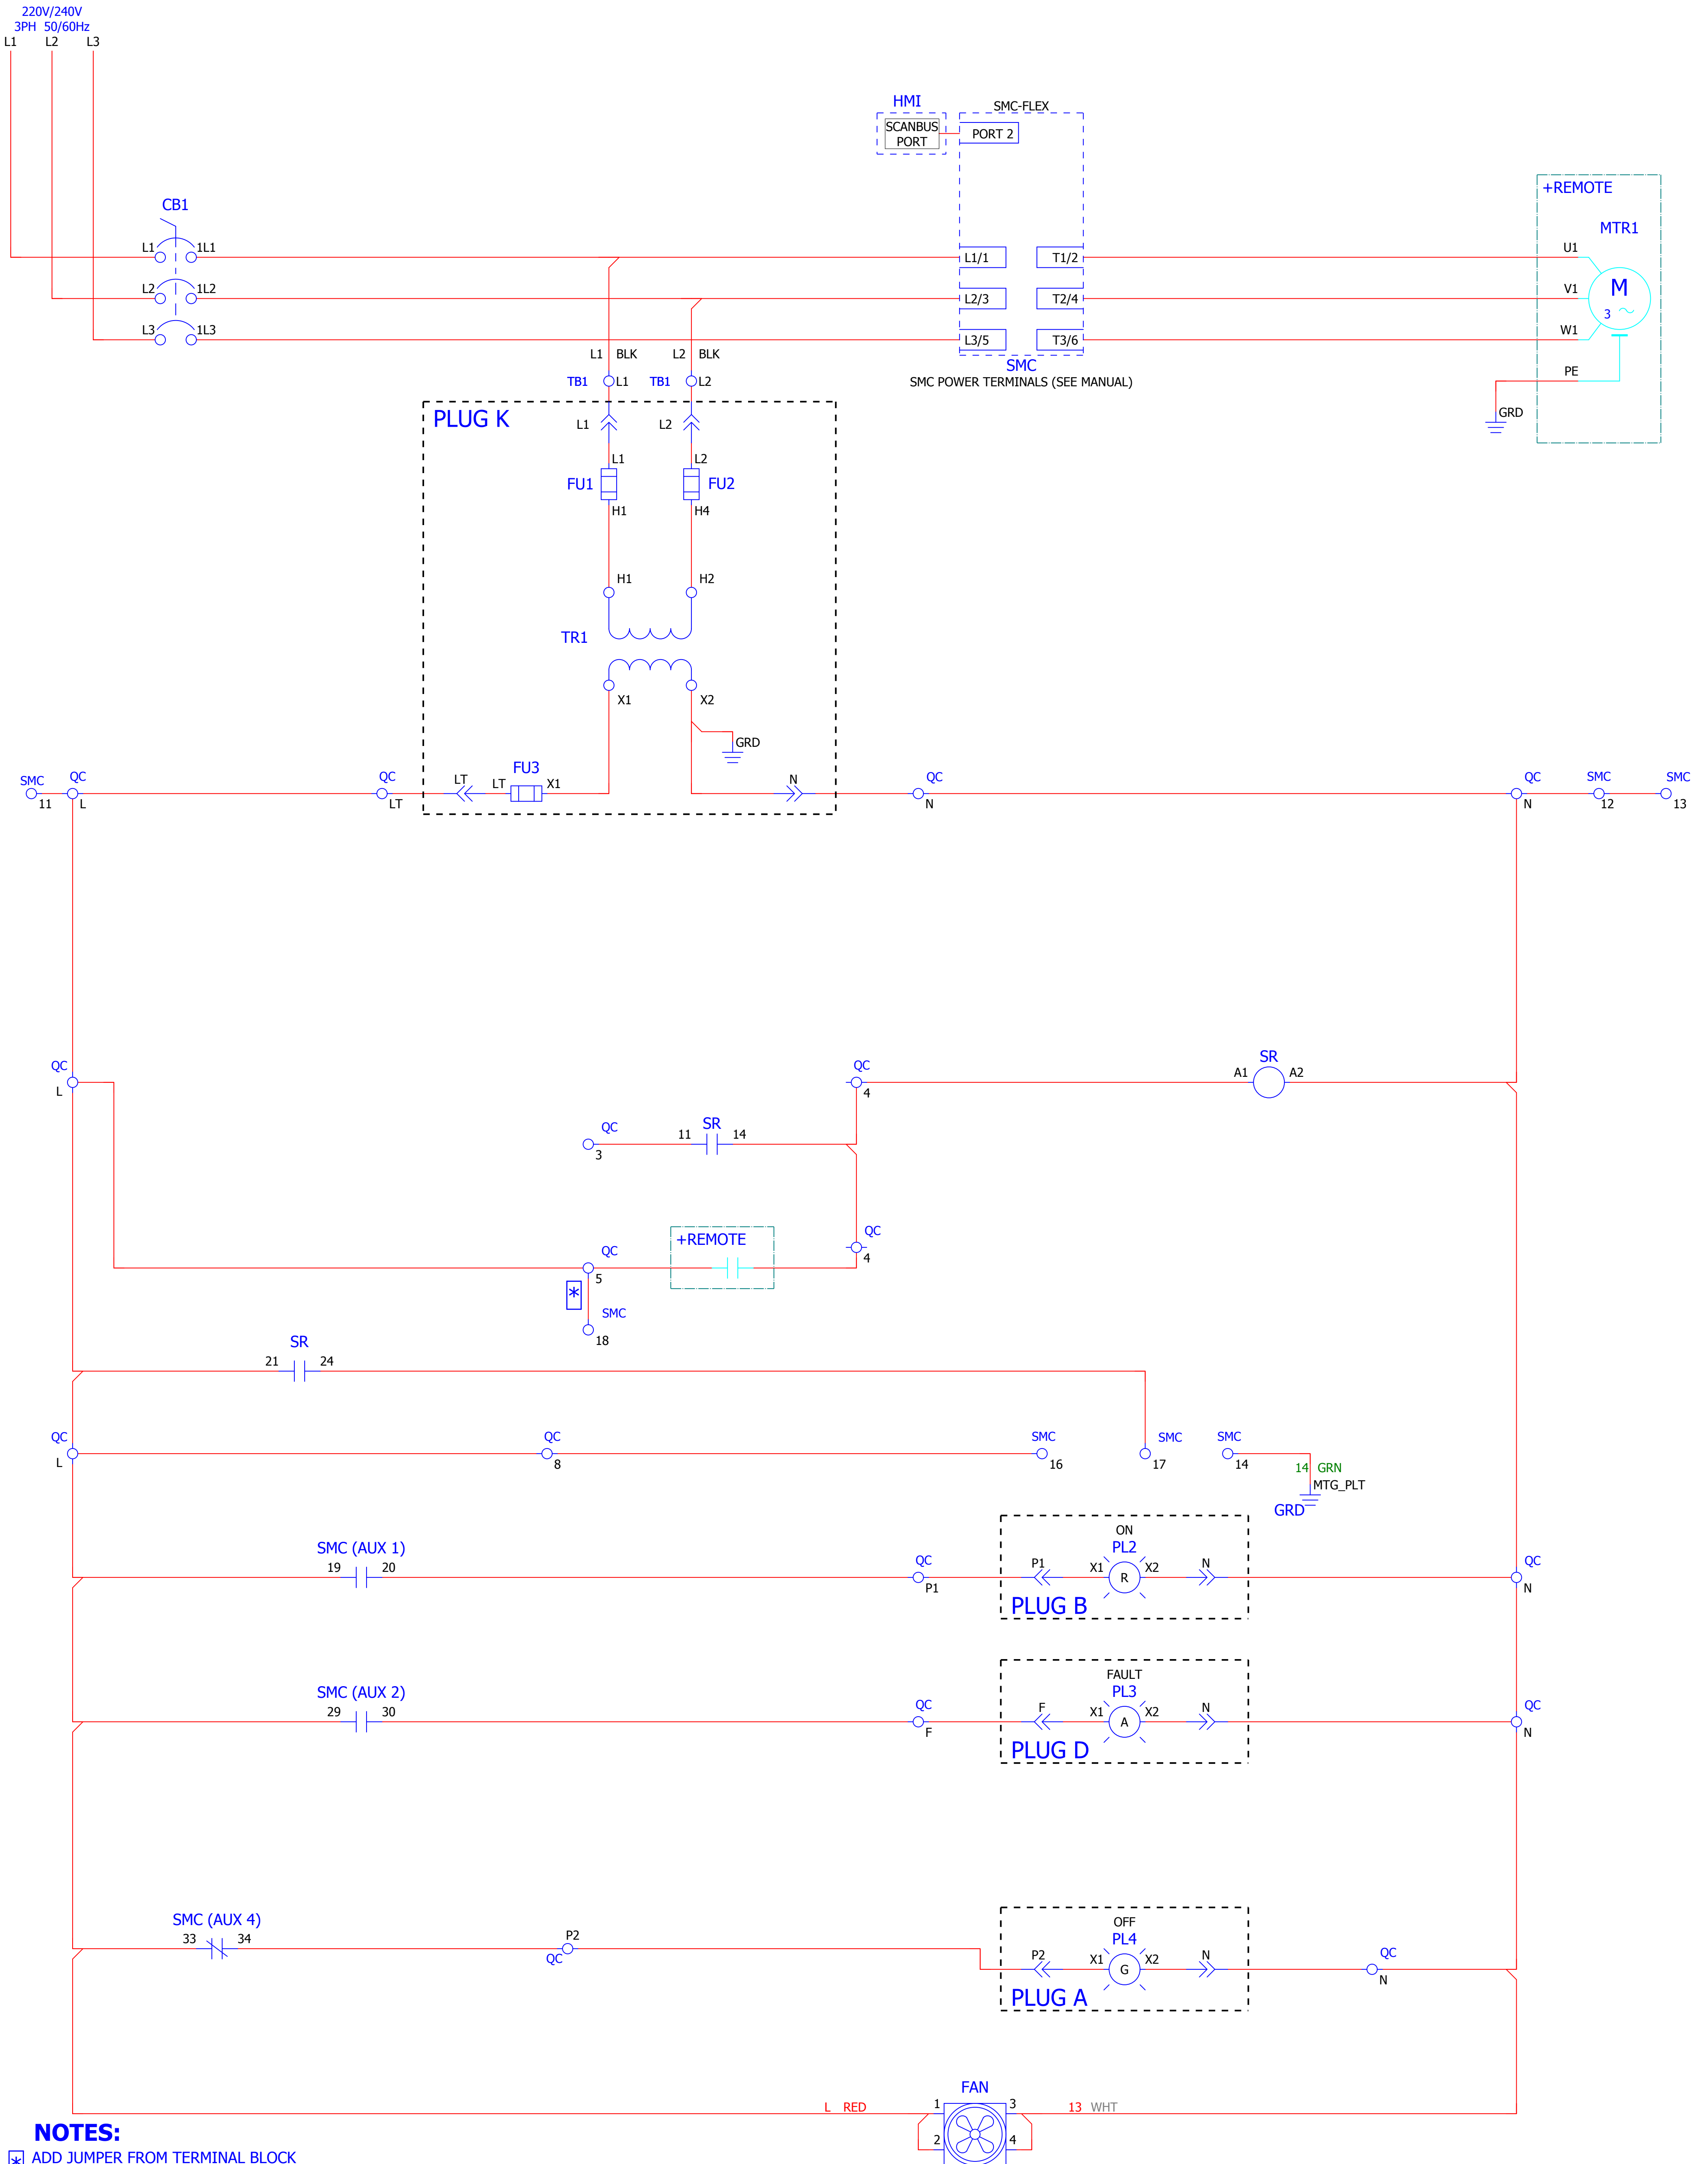 220V/240V
3PH 50/60Hz
L1 L2 L3
HMI
SMC-FLEX
SCANBUS
PORT
PORT 2
+REMOTE
MTR1
CB1
L1 1L1
L1/1 T1/2
U1
L2 1L2
L2/3 T2/4
V1
M
3
L3 1L3
L3/5 T3/6
W1
L1 BLK L2 BLK
SMC
SMC POWER TERMINALS (SEE MANUAL)
PE
TB1 L1 TB1 L2
GRD
PLUG K
L1 L2
L1 L2
FU1 FU2
H1 H4
H1 H2
TR1
X1 X2
GRD
SMC QC QC LT LT FU3 X1 N QC QC SMC SMC
11 L LT N N 12 13
QC QC SR
L 4 A1 A2
QC 11 SR 14
3
+REMOTE
QC
4
QC
5
*
SMC
18
SR
21 24
QC QC SMC SMC SMC
L 8 16 17 14
14 GRN
MTG_PLT
GRD
SMC (AUX 1)
19 20
ON
PL2
QC P1 X1 R X2 N QC
P1 N
PLUG B
SMC (AUX 2)
29 30
FAULT
PL3
QC F X1 A X2 N QC
F N
PLUG D
SMC (AUX 4)
33 34
P2
QC
OFF
PL4
P2 X1 G X2 N QC
N
PLUG A
FAN
L RED 1 3 13 WHT
2 4
NOTES:
* ADD JUMPER FROM TERMINAL BLOCK